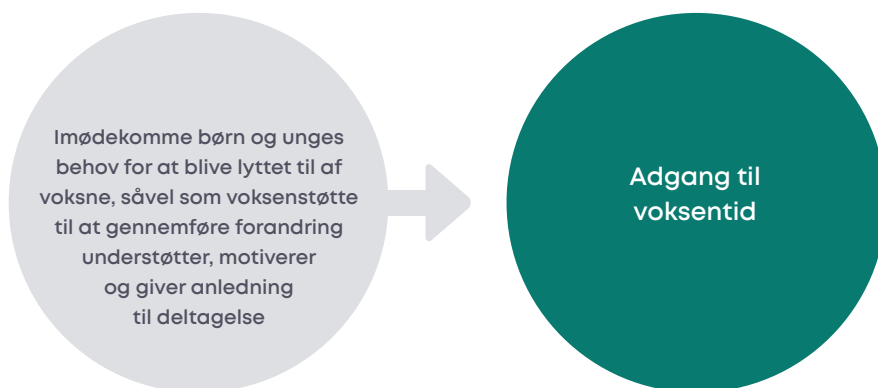 Imødekomme børn og unges
behov for at blive lyttet til af
voksne, såvel som voksenstøtte
til at gennemføre forandring
understøtter, motiverer
og giver anledning
til deltagelse
Adgang til
voksentid